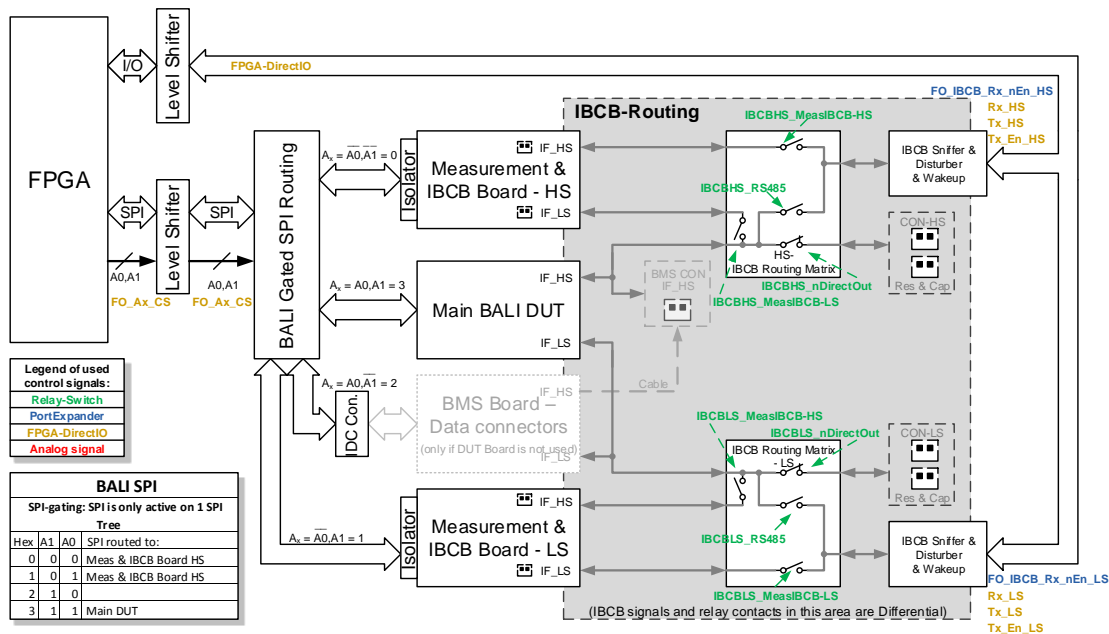 FPGA
I/O
Level Shifter
FPGA-DirectIO
SPI
Level Shifter
SPI
A0,A1
A0,A1
FO_Ax_CS
FO_Ax_CS
BALI Gated SPI Routing
Ax = A0,A1 = 0
Isolator
Measurement &
IBCB Board - HS
IF_HS
IF_LS
Ax = A0,A1 = 3
Main BALI DUT
IF_HS
IF_LS
Ax = A0,A1 = 2
IDC Con.
BMS Board –
Data connectors
(only if DUT Board is not used)
IF_HS
IF_LS
Cable
Ax = A0,A1 = 1
Isolator
Measurement &
IBCB Board - LS
IF_HS
IF_LS
IBCB-Routing
IBCBHS_MeasIBCB-HS
IBCBHS_RS485
HS-
IBCB Routing Matrix
IBCBHS_nDirectOut
IBCBHS_MeasIBCB-LS
BMS CON
IF_HS
FO_IBCB_Rx_nEn_HS
Rx_HS
Tx_HS
Tx_En_HS
IBCB Sniffer &
Disturber
& Wakeup
CON-HS
Res & Cap
IBCBLS_MeasIBCB-HS
IBCBLS_nDirectOut
IBCB Routing Matrix
- LS
IBCBLS_RS485
IBCBLS_MeasIBCB-LS
CON-LS
Res & Cap
IBCB Sniffer &
Disturber
& Wakeup
FO_IBCB_Rx_nEn_LS
Rx_LS
Tx_LS
Tx_En_LS
(IBCB signals and relay contacts in this area are Differential)
Legend of used
control signals:
Relay-Switch
PortExpander
FPGA-DirectIO
Analog signal
BALI SPI
SPI-gating: SPI is only active on 1 SPI
Tree
Hex A1 A0 SPI routed to:
0 0 0 Meas & IBCB Board HS
1 0 1 Meas & IBCB Board HS
2 1 0
3 1 1 Main DUT